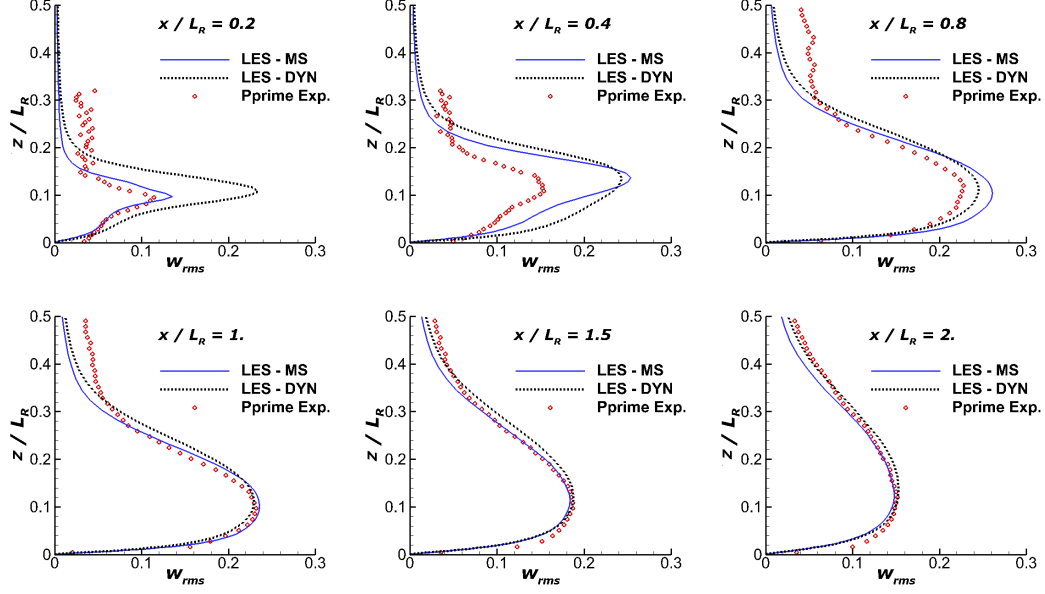 x / L_R = 0.2
LES - MS
LES - DYN
Pprime Exp.
z / L_R
0.5
0.4
0.3
0.2
0.1
0
0.1
0.2
0.3
w_rms
x / L_R = 0.4
LES - MS
LES - DYN
Pprime Exp.
z / L_R
0.5
0.4
0.3
0.2
0.1
0
0
0.1
0.2
0.3
w_rms
x / L_R = 0.8
LES - MS
LES - DYN
Pprime Exp.
z / L_R
0.5
0.4
0.3
0.2
0.1
0
0
0.1
0.2
0.3
w_rms
x / L_R = 1.
LES - MS
LES - DYN
Pprime Exp.
z / L_R
0.5
0.4
0.3
0.2
0.1
0
0
0.1
0.2
0.3
w_rms
x / L_R = 1.5
LES - MS
LES - DYN
Pprime Exp.
z / L_R
0.5
0.4
0.3
0.2
0.1
0
0
0.1
0.2
0.3
w_rms
x / L_R = 2.
LES - MS
LES - DYN
Pprime Exp.
z / L_R
0.5
0.4
0.3
0.2
0.1
0
0
0.1
0.2
0.3
w_rms